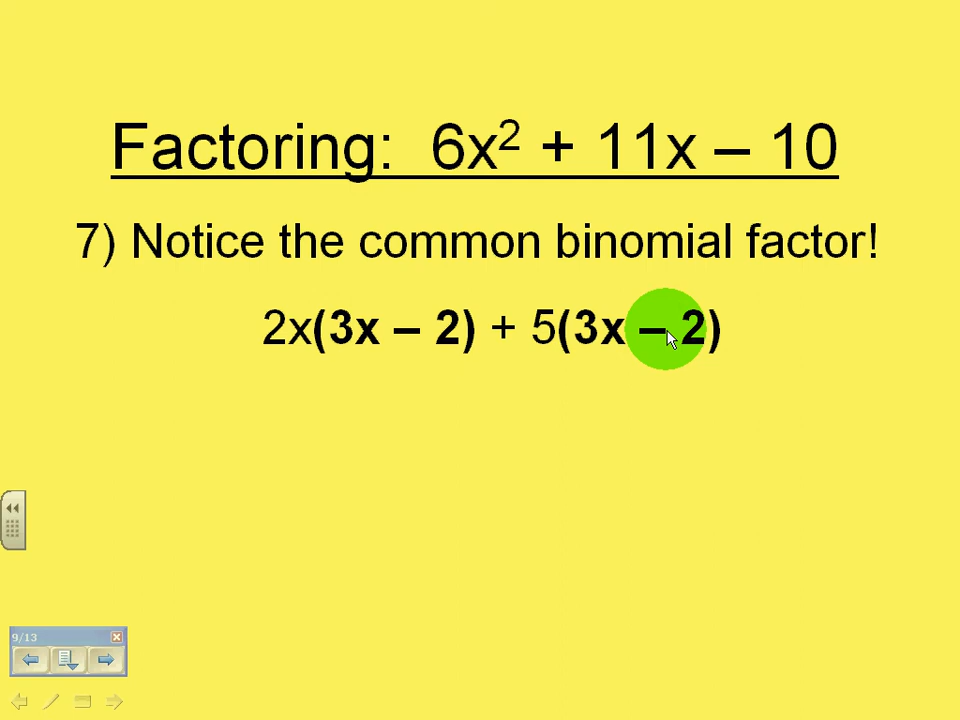 Factoring: 6x² + 11x – 10
7) Notice the common binomial factor!
2x(3x – 2) + 5(3x – 2)
9/13